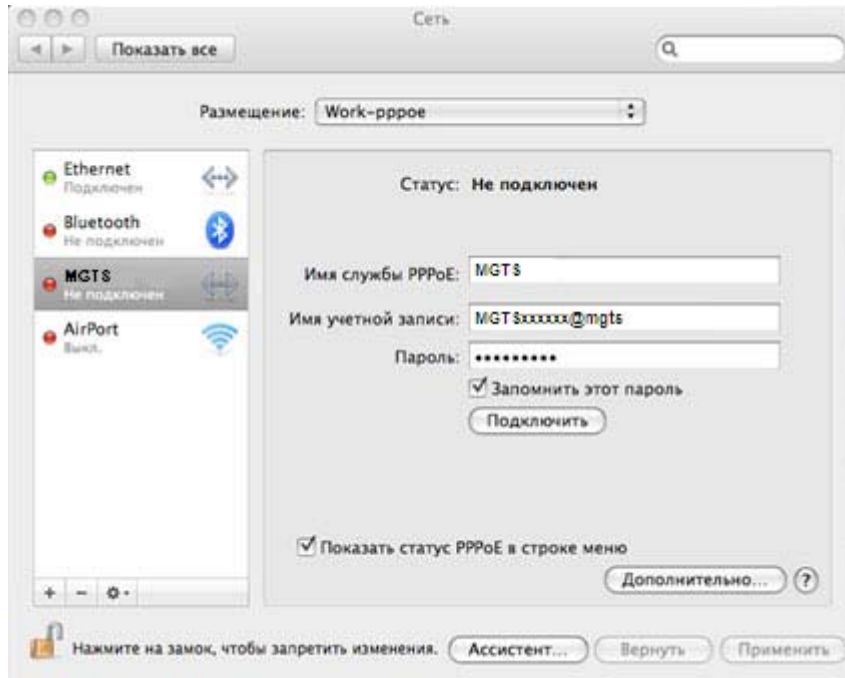 Сеть
Показать все
Размещение: Work-pppoe
Ethernet
Подключен
Bluetooth
Не подключен
MGTS
Не подключен
AirPort
Выкл.
Статус: Не подключен
Имя службы PPPoE: MGTS
Имя учетной записи: MGTSxxxxxx@mgts
Пароль: •••••••••
Запомнить этот пароль
Подключить
Показать статус PPPoE в строке меню
Дополнительно... ?
+ −
Нажмите на замок, чтобы запретить изменения. Ассистент... Вернуть Применить